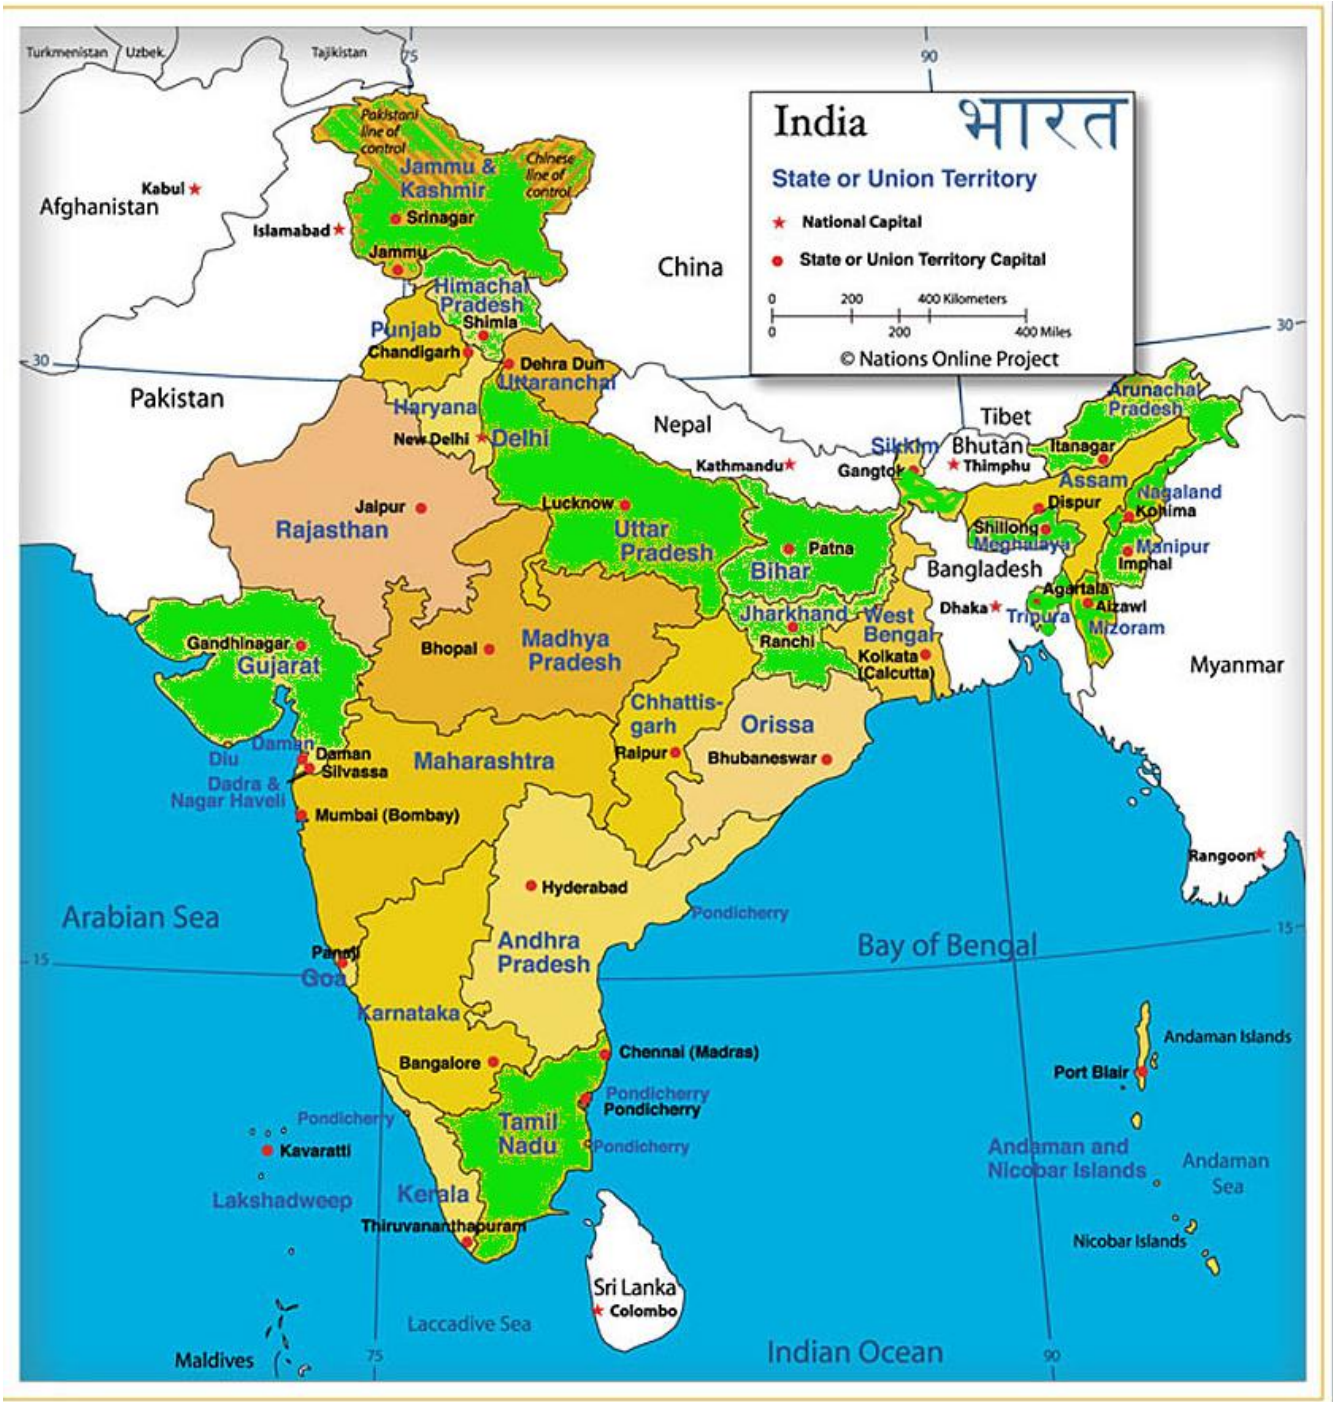 Turkmenistan
Uzbek.
Tajikistan
75
90
Pakistani
line of
control
Chinese
line of
control
Jammu &
Kashmir
Srinagar
Jammu
Kabul
Afghanistan
Islamabad
China
India
भारत
State or Union Territory
National Capital
State or Union Territory Capital
0 200 400 Kilometers
0 200 400 Miles
© Nations Online Project
30
30
Himachal
Pradesh
Shimla
Punjab
Chandigarh
Dehra Dun
Uttaranchal
Pakistan
Haryana
New Delhi
Delhi
Nepal
Kathmandu
Tibet
Sikkim
Gangtok
Bhutan
Thimphu
Arunachal
Pradesh
Itanagar
Assam
Dispur
Nagaland
Kohima
Shillong
Meghalaya
Manipur
Imphal
Jaipur
Rajasthan
Lucknow
Uttar
Pradesh
Patna
Bihar
Bangladesh
Dhaka
Agartala
Tripura
Aizawl
Mizoram
Jharkhand
Ranchi
West
Bengal
Kolkata
(Calcutta)
Gandhinagar
Gujarat
Bhopal
Madhya
Pradesh
Myanmar
Chhattis-
garh
Raipur
Orissa
Bhubaneswar
Daman
Diu
Daman
Silvassa
Dadra &
Nagar Haveli
Maharashtra
Mumbai (Bombay)
Rangoon
Hyderabad
Arabian Sea
Pondicherry
Andhra
Pradesh
Bay of Bengal
15
15
Panaji
Goa
Karnataka
Bangalore
Chennai (Madras)
Andaman Islands
Port Blair
Pondicherry
Pondicherry
Pondicherry
Tamil
Nadu
Pondicherry
Kavaratti
Lakshadweep
Kerala
Thiruvananthapuram
Andaman and
Nicobar Islands
Andaman
Sea
Nicobar Islands
Sri Lanka
Colombo
Laccadive Sea
Indian Ocean
Maldives
75
90